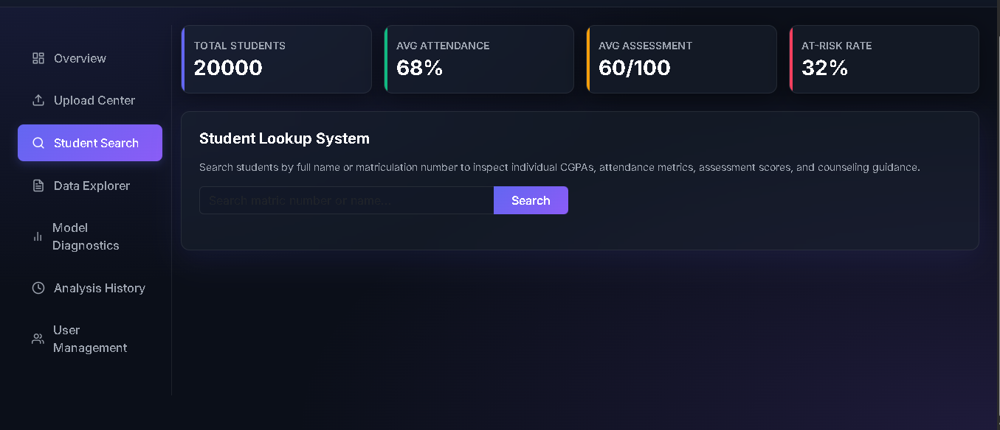 Overview
Upload Center
Student Search
Data Explorer
Model
Diagnostics
Analysis History
User
Management
TOTAL STUDENTS
20000
AVG ATTENDANCE
68%
AVG ASSESSMENT
60/100
AT-RISK RATE
32%
Student Lookup System
Search students by full name or matriculation number to inspect individual CGPAs, attendance metrics, assessment scores, and counseling guidance.
Search matric number or name...
Search